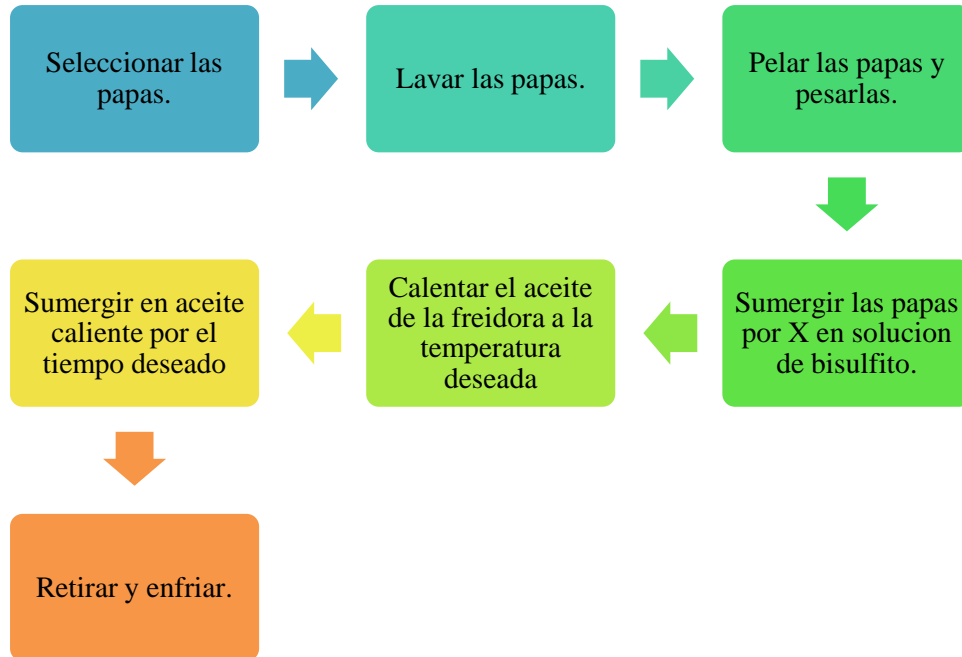 Seleccionar las
papas.
Lavar las papas.
Pelar las papas y
pesarlas.
Sumergir las papas
por X en solucion
de bisulfito.
Calentar el aceite
de la freidora a la
temperatura
deseada
Sumergir en aceite
caliente por el
tiempo deseado
Retirar y enfriar.